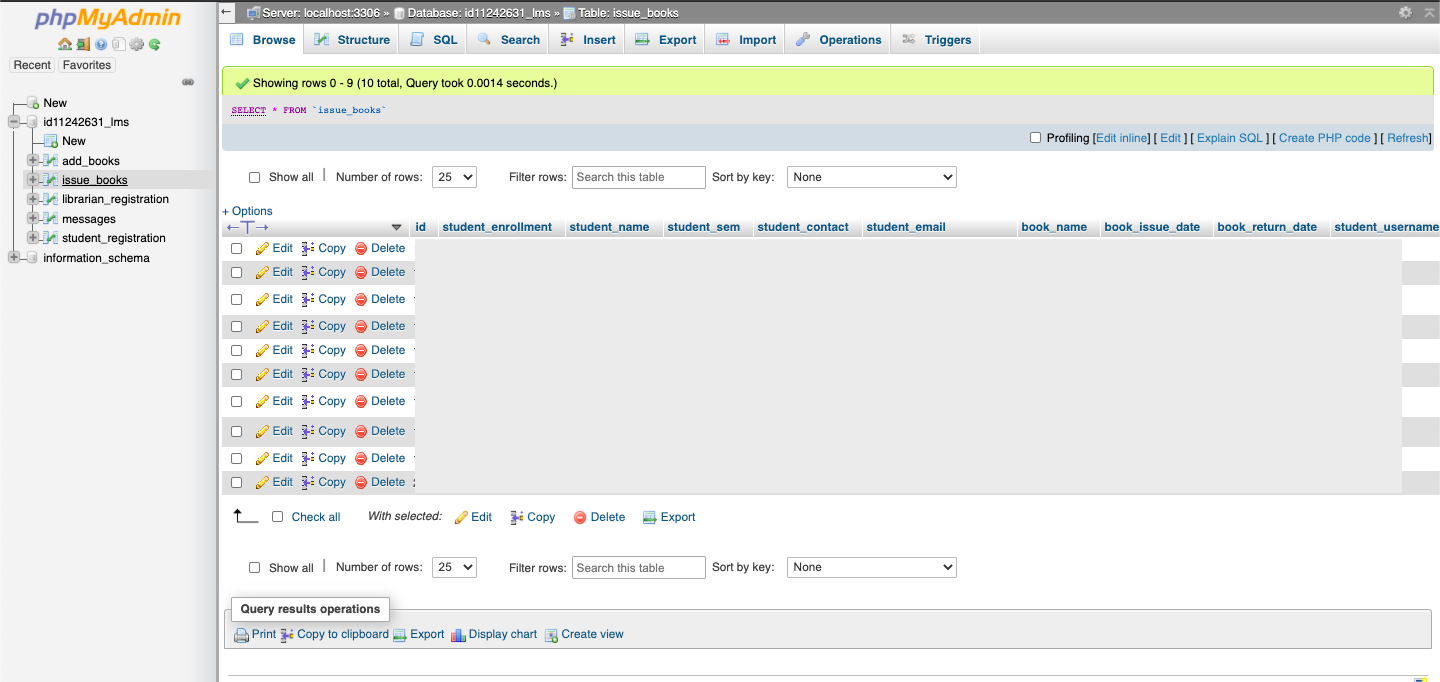 phpMyAdmin
Recent Favorites
New
id11242631_lms
New
add_books
issue_books
librarian_registration
messages
student_registration
information_schema
Server: localhost:3306 » Database: id11242631_lms » Table: issue_books
Browse Structure SQL Search Insert Export Import Operations Triggers
Showing rows 0 - 9 (10 total, Query took 0.0014 seconds.)
SELECT * FROM `issue_books`
Profiling [Edit inline] [ Edit ] [ Explain SQL ] [ Create PHP code ] [ Refresh]
Show all | Number of rows: 25 Filter rows: Search this table Sort by key: None
+ Options
←T→ id student_enrollment student_name student_sem student_contact student_email book_name book_issue_date book_return_date student_username
Edit Copy Delete
Edit Copy Delete
Edit Copy Delete
Edit Copy Delete
Edit Copy Delete
Edit Copy Delete
Edit Copy Delete
Edit Copy Delete
Edit Copy Delete
Edit Copy Delete
Check all With selected: Edit Copy Delete Export
Show all | Number of rows: 25 Filter rows: Search this table Sort by key: None
Query results operations
Print Copy to clipboard Export Display chart Create view